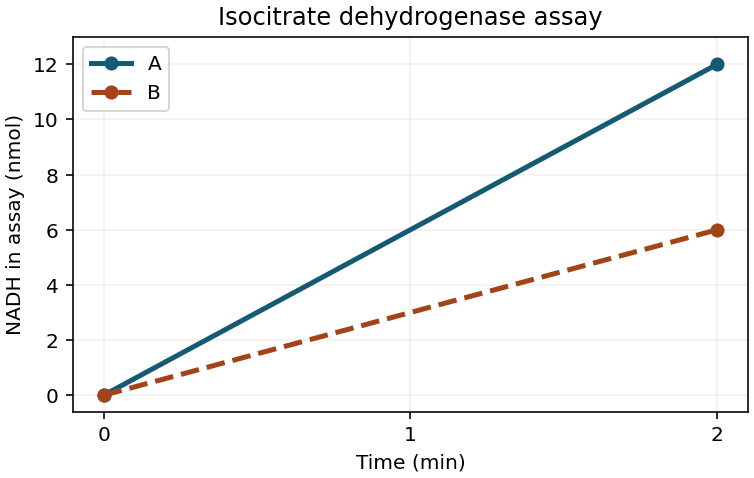 Isocitrate dehydrogenase assay
NADH in assay (nmol)
12
10
8
6
4
2
0
A
B
0
1
2
Time (min)